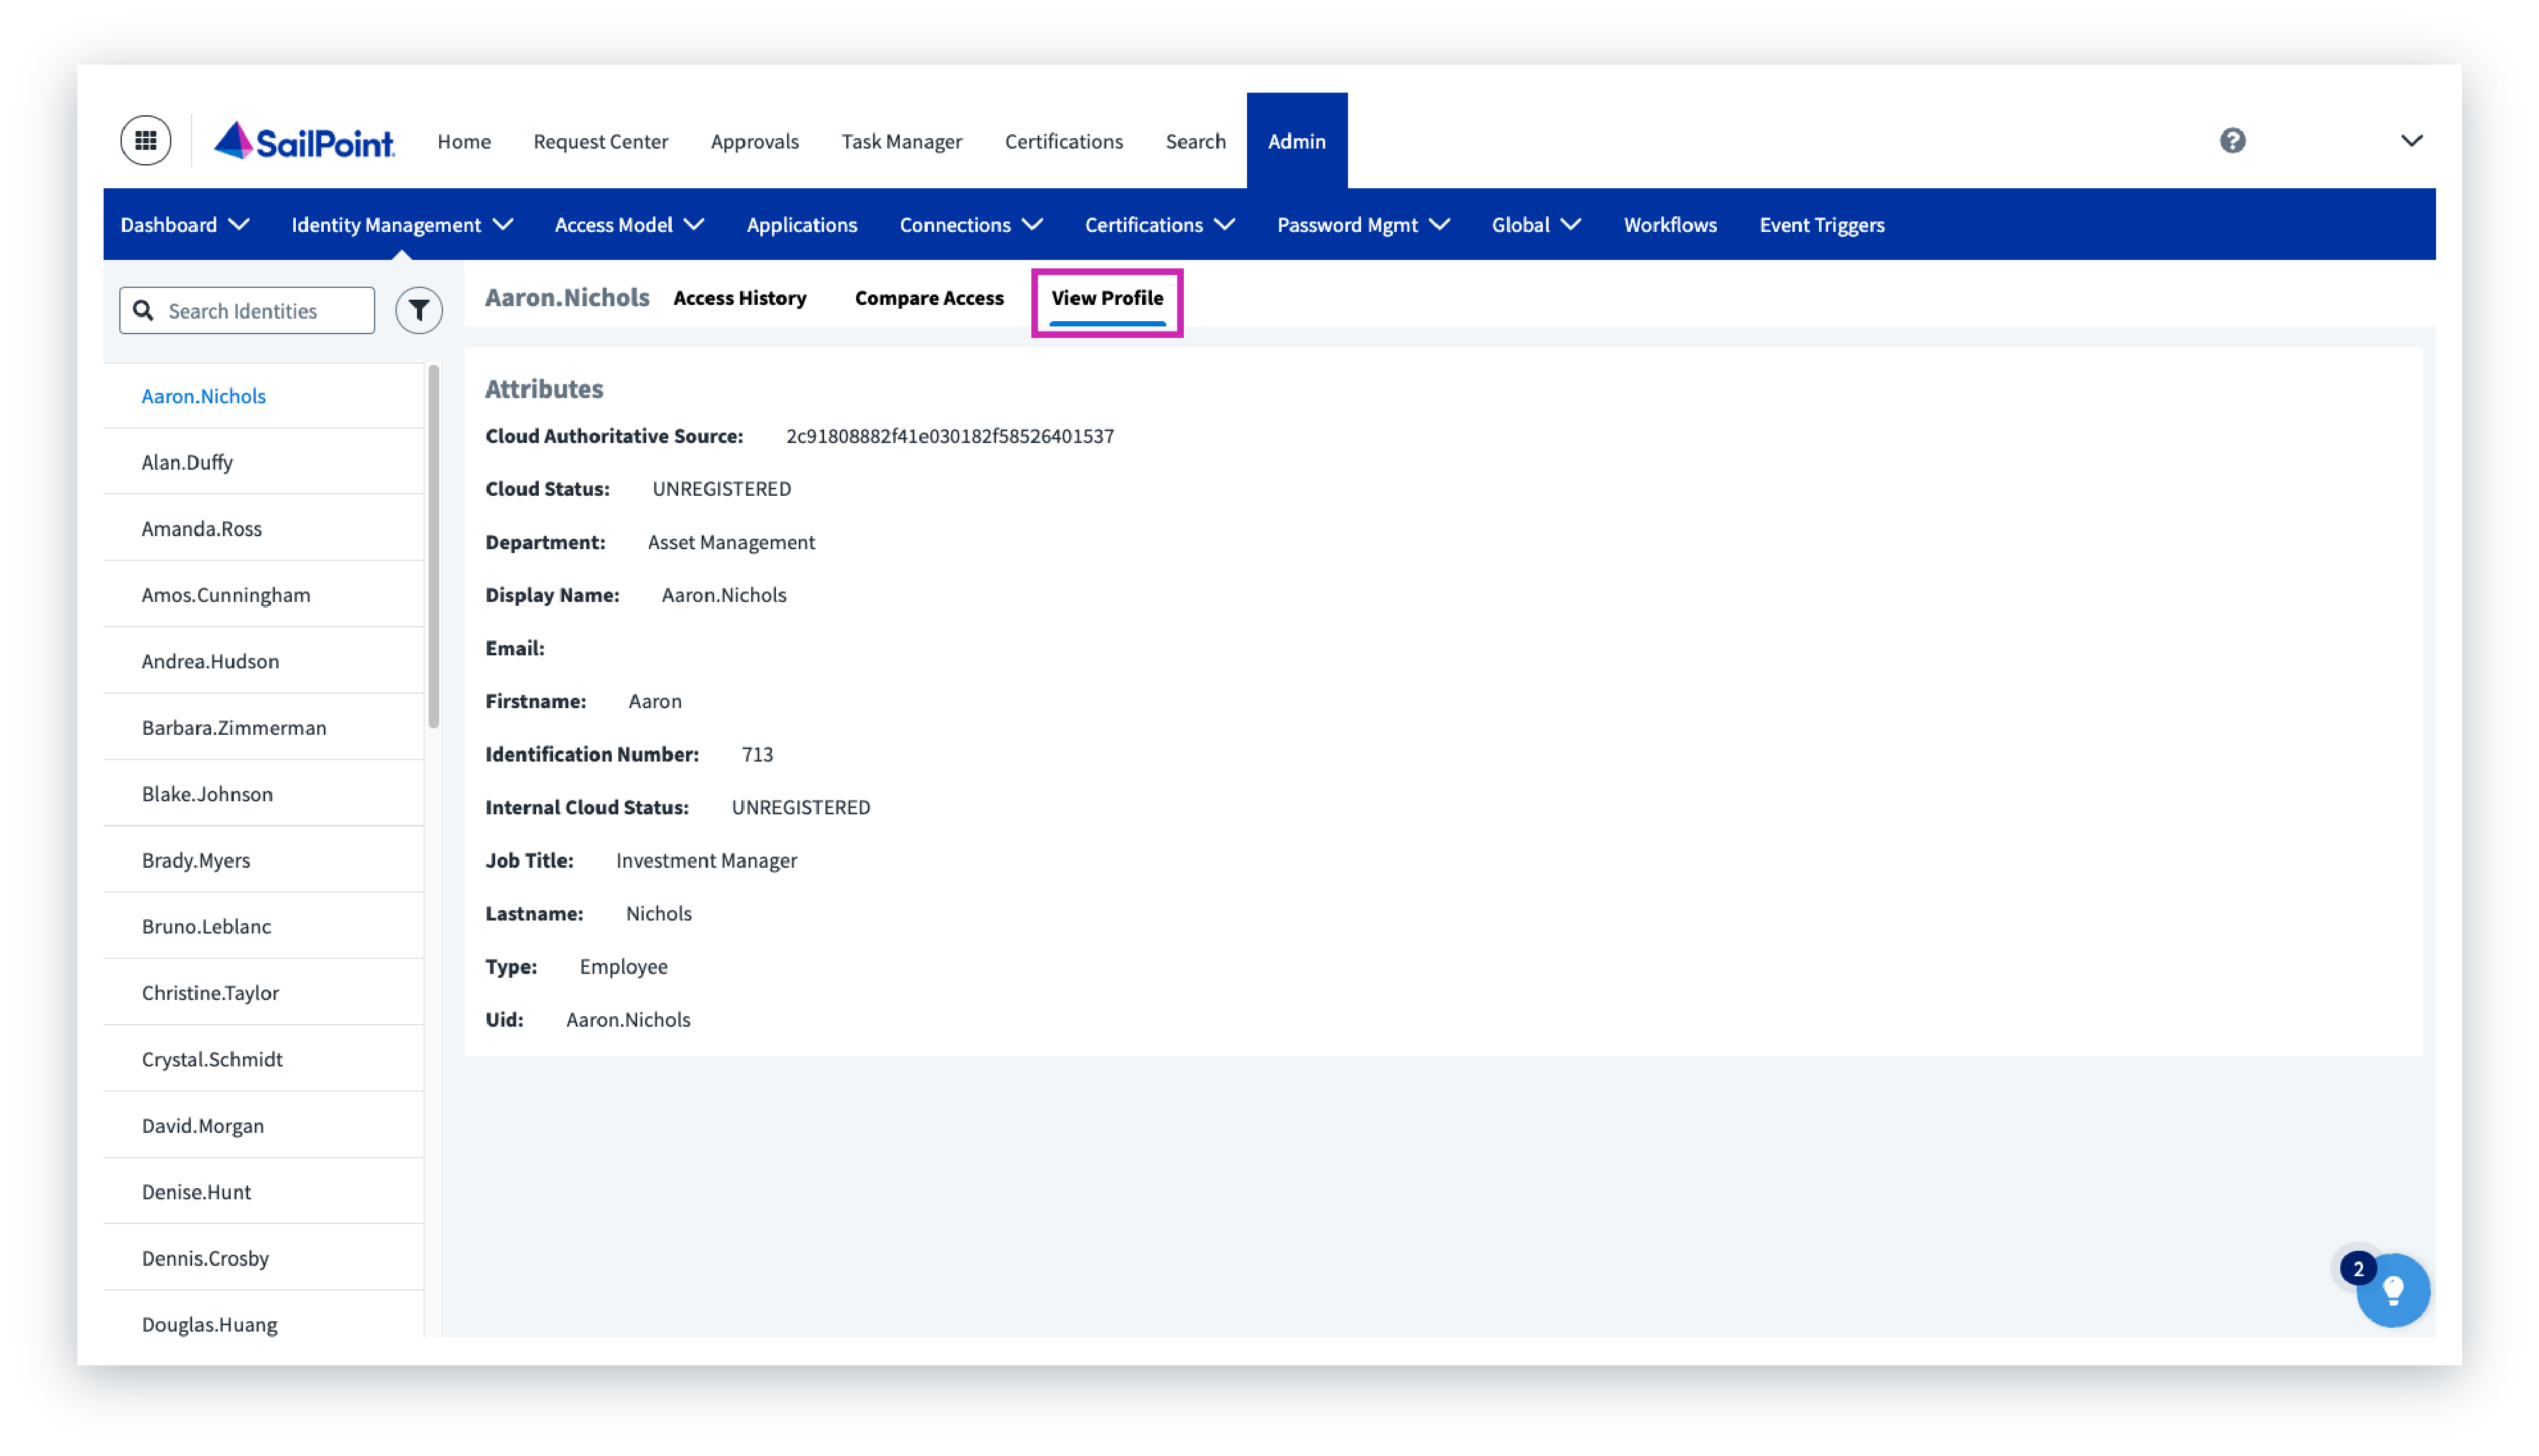 SailPoint Home Request Center Approvals Task Manager Certifications Search Admin ?
Dashboard Identity Management Access Model Applications Connections Certifications Password Mgmt Global Workflows Event Triggers
Search Identities
Aaron.Nichols
Alan.Duffy
Amanda.Ross
Amos.Cunningham
Andrea.Hudson
Barbara.Zimmerman
Blake.Johnson
Brady.Myers
Bruno.Leblanc
Christine.Taylor
Crystal.Schmidt
David.Morgan
Denise.Hunt
Dennis.Crosby
Douglas.Huang
Aaron.Nichols Access History Compare Access View Profile
Attributes
Cloud Authoritative Source: 2c91808882f41e030182f58526401537
Cloud Status: UNREGISTERED
Department: Asset Management
Display Name: Aaron.Nichols
Email:
Firstname: Aaron
Identification Number: 713
Internal Cloud Status: UNREGISTERED
Job Title: Investment Manager
Lastname: Nichols
Type: Employee
Uid: Aaron.Nichols
2